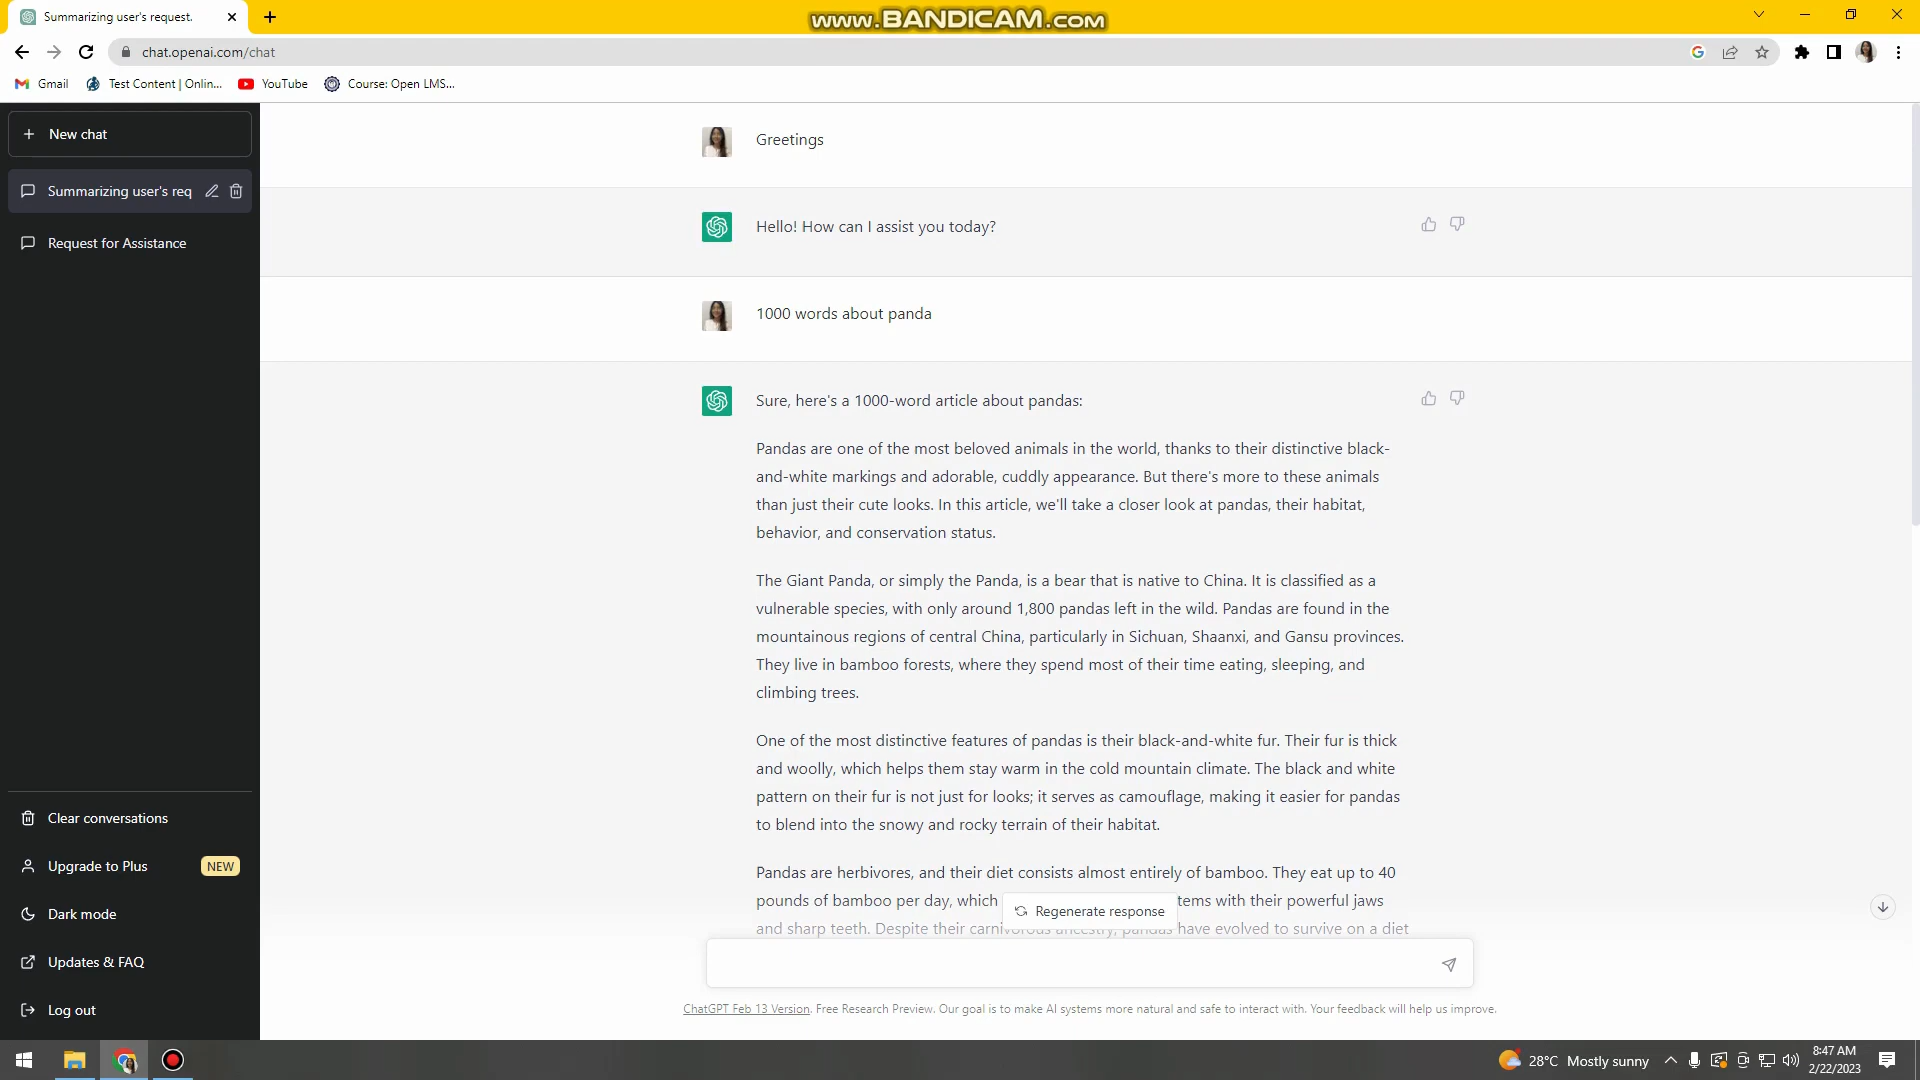 Summarizing user's request.
www.BANDICAM.com
chat.openai.com/chat
Gmail
Test Content | Onlin...
YouTube
Course: Open LMS...
New chat
Summarizing user's req
Request for Assistance
Clear conversations
Upgrade to Plus
NEW
Dark mode
Updates & FAQ
Log out
Greetings
Hello! How can I assist you today?
1000 words about panda
Sure, here's a 1000-word article about pandas:
Pandas are one of the most beloved animals in the world, thanks to their distinctive black-
and-white markings and adorable, cuddly appearance. But there's more to these animals
than just their cute looks. In this article, we'll take a closer look at pandas, their habitat,
behavior, and conservation status.
The Giant Panda, or simply the Panda, is a bear that is native to China. It is classified as a
vulnerable species, with only around 1,800 pandas left in the wild. Pandas are found in the
mountainous regions of central China, particularly in Sichuan, Shaanxi, and Gansu provinces.
They live in bamboo forests, where they spend most of their time eating, sleeping, and
climbing trees.
One of the most distinctive features of pandas is their black-and-white fur. Their fur is thick
and woolly, which helps them stay warm in the cold mountain climate. The black and white
pattern on their fur is not just for looks; it serves as camouflage, making it easier for pandas
to blend into the snowy and rocky terrain of their habitat.
Pandas are herbivores, and their diet consists almost entirely of bamboo. They eat up to 40
pounds of bamboo per day, which tems with their powerful jaws
Regenerate response
and sharp teeth. Despite their carnivorous ancestry, pandas have evolved to survive on a diet
ChatGPT Feb 13 Version. Free Research Preview. Our goal is to make AI systems more natural and safe to interact with. Your feedback will help us improve.
28°C Mostly sunny
8:47 AM
2/22/2023